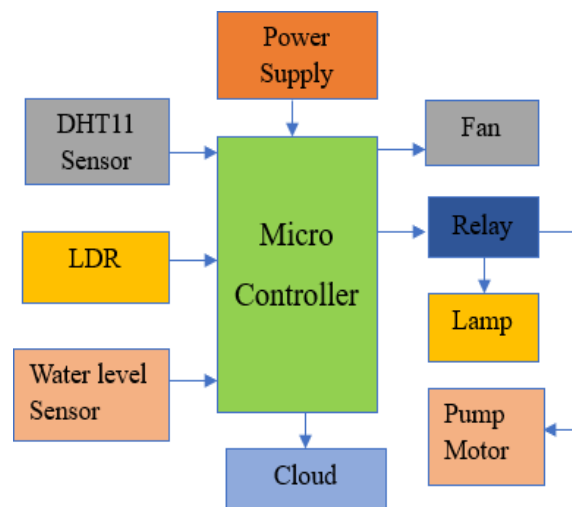 Power
Supply
DHT11
Sensor
Fan
Micro
Controller
Relay
LDR
Lamp
Water level
Sensor
Pump
Motor
Cloud